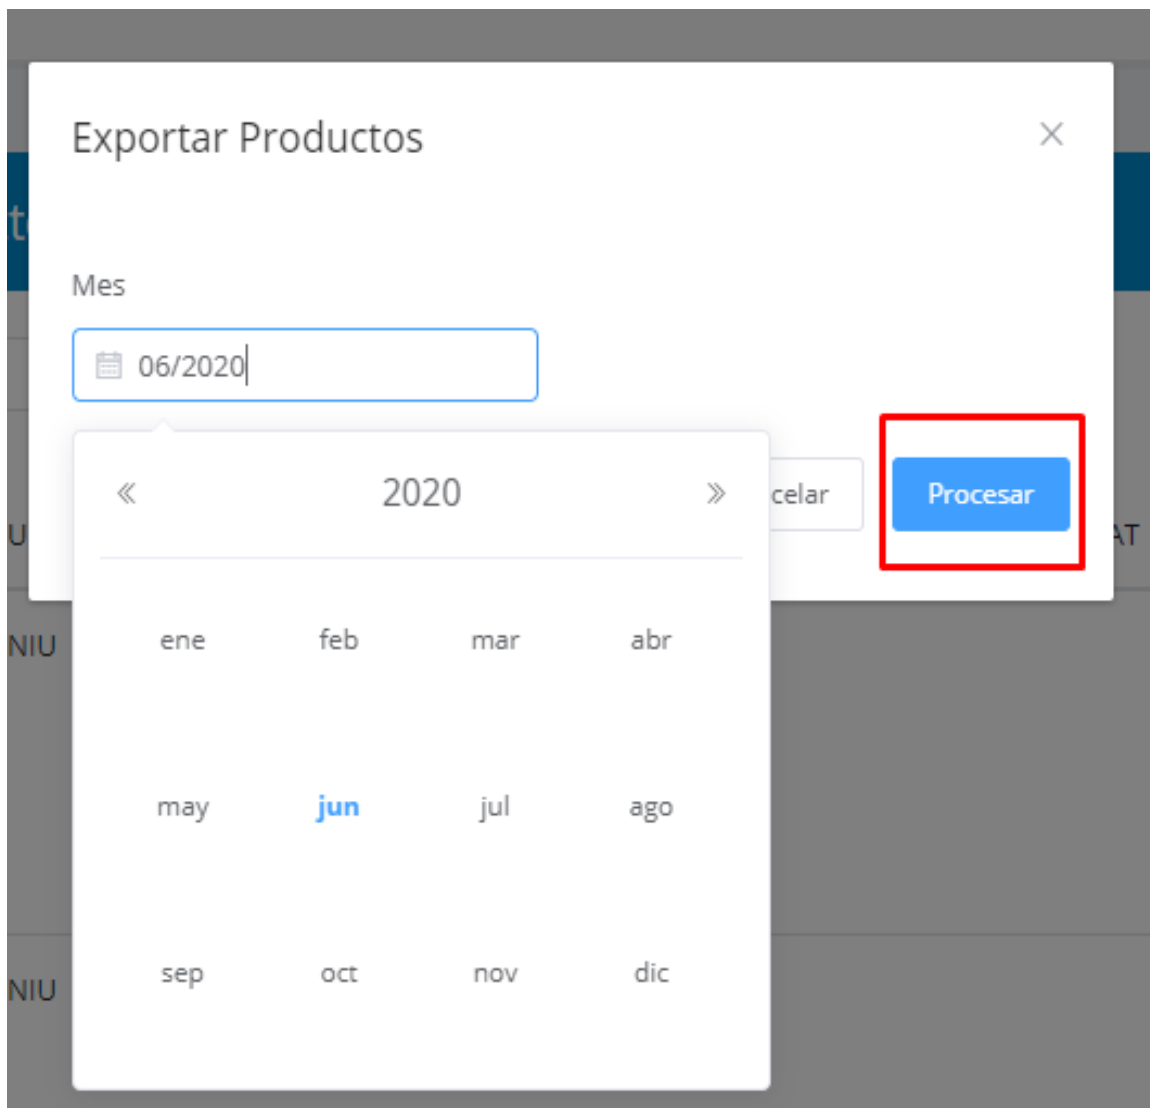 Exportar Productos
Mes
06/2020
2020
celar
Procesar
U
AT
ene feb mar abr
NIU
may jun jul ago
sep oct nov dic
NIU